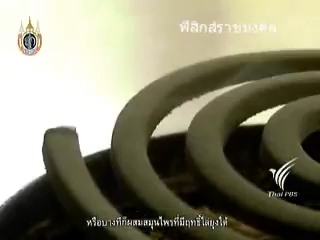 ฟิสิกส์ราชมงคล
Thai PBS
หรือบางทีก็ผสมสมุนไพรที่มีฤทธิ์ไล่ยุงได้